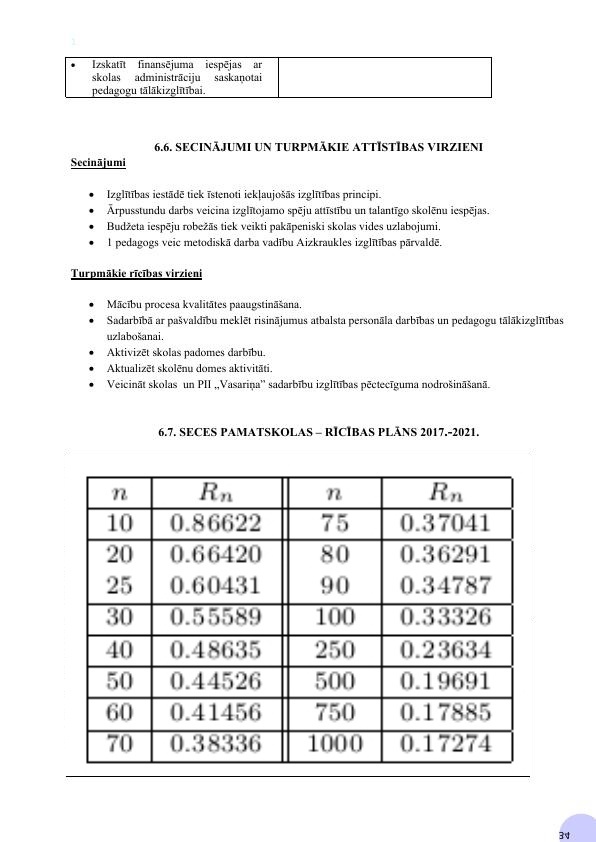 1
• Izskatīt finansējuma iespējas ar
skolas administrāciju saskaņotai
pedagogu tālākizglītībai.
6.6. SECINĀJUMI UN TURPMĀKIE ATTĪSTĪBAS VIRZIENI
Secinājumi
• Izglītības iestādē tiek īstenoti iekļaujošās izglītības principi.
• Ārpusstundu darbs veicina izglītojamo spēju attīstību un talantīgo skolēnu iespējas.
• Budžeta iespēju robežās tiek veikti pakāpeniski skolas vides uzlabojumi.
• 1 pedagogs veic metodiskā darba vadību Aizkraukles izglītības pārvaldē.
Turpmākie rīcības virzieni
• Mācību procesa kvalitātes paaugstināšana.
• Sadarbībā ar pašvaldību meklēt risinājumus atbalsta personāla darbības un pedagogu tālākizglītības
uzlabošanai.
• Aktivizēt skolas padomes darbību.
• Aktualizēt skolēnu domes aktivitāti.
• Veicināt skolas un PII „Vasariņa” sadarbību izglītības pēctecīguma nodrošināšanā.
6.7. SECES PAMATSKOLAS – RĪCĪBAS PLĀNS 2017.-2021.
n Rn n Rn
10 0.86622 75 0.37041
20 0.66420 80 0.36291
25 0.60431 90 0.34787
30 0.55589 100 0.33326
40 0.48635 250 0.23634
50 0.44526 500 0.19691
60 0.41456 750 0.17885
70 0.38336 1000 0.17274